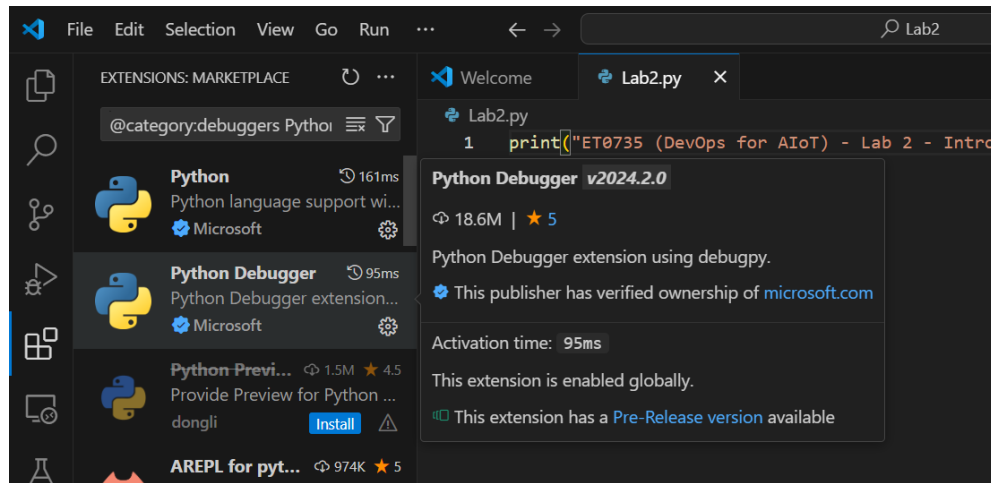 File Edit Selection View Go Run ··· Lab2
EXTENSIONS: MARKETPLACE ···
@category:debuggers Python
Python 161ms
Python language support wi...
Microsoft
Python Debugger 95ms
Python Debugger extension...
Microsoft
Python Previ... 1.5M ★ 4.5
Provide Preview for Python ...
dongli Install
AREPL for pyt... 974K ★ 5
Welcome Lab2.py ×
Lab2.py
1 print("ET0735 (DevOps for AIoT) - Lab 2 - Intro
Python Debugger v2024.2.0
18.6M | ★ 5
Python Debugger extension using debugpy.
This publisher has verified ownership of microsoft.com
Activation time: 95ms
This extension is enabled globally.
This extension has a Pre-Release version available